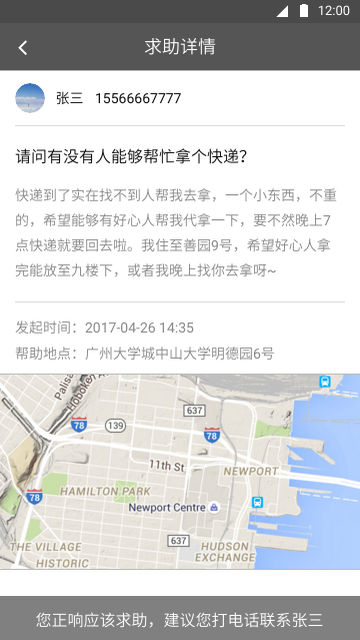 12:00
求助详情
张三 15566667777
请问有没有人能够帮忙拿个快递？
快递到了实在找不到人帮我去拿，一个小东西，不重
的，希望能够有好心人帮我代拿一下，要不然晚上7
点快递就要回去啦。我住至善园9号，希望好心人拿
完能放至九楼下，或者我晚上找你去拿呀~
发起时间：2017-04-26 14:35
帮助地点：广州大学城中山大学明德园6号
Palisa
Hoboken
637
78
139
78
11th St
NEWPORT
78
HAMILTON PARK
Newport Centre
637
THE VILLAGE
HUDSON
EXCHANGE
HISTORIC
您正响应该求助，建议您打电话联系张三